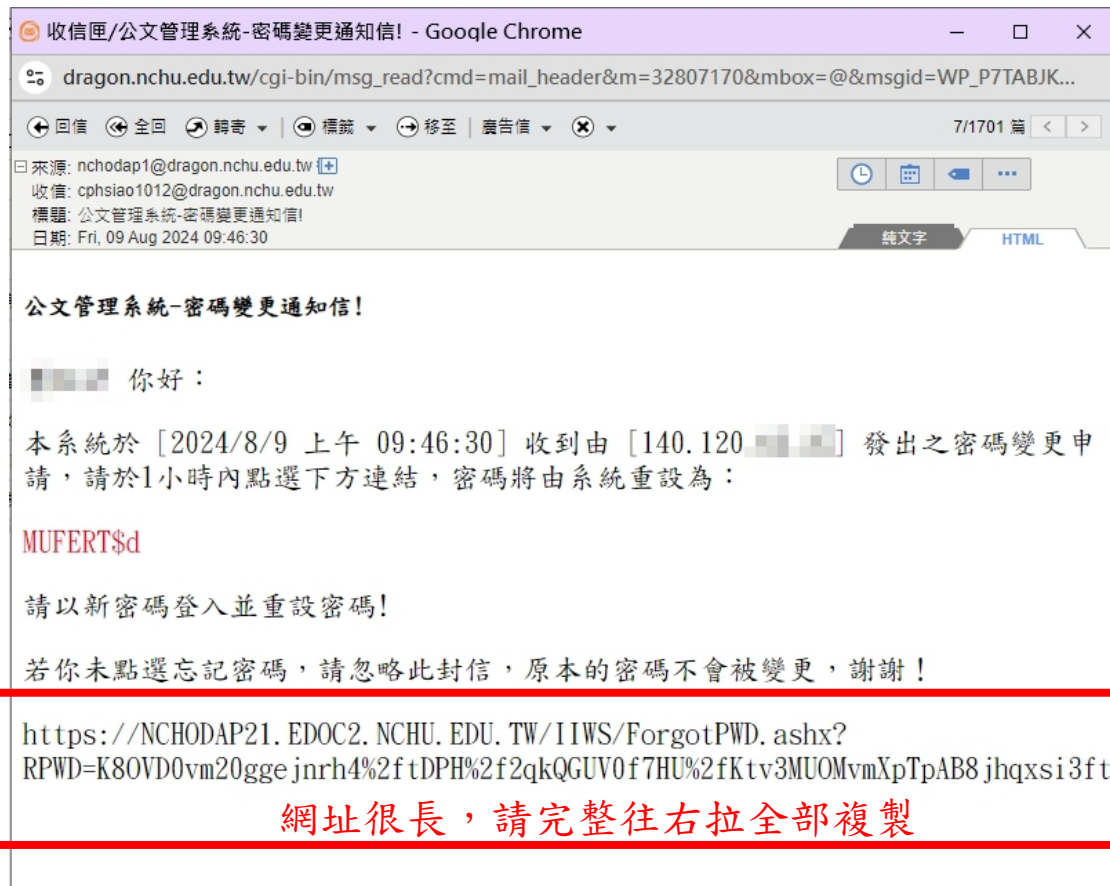 收信匣/公文管理系統-密碼變更通知信! - Google Chrome
dragon.nchu.edu.tw/cgi-bin/msg_read?cmd=mail_header&m=32807170&mbox=@&msgid=WP_P7TABJK...
回信 全回 轉寄 標籤 移至 廣告信 7/1701 篇
來源: nchodap1@dragon.nchu.edu.tw
收信: cphsiao1012@dragon.nchu.edu.tw
標題: 公文管理系統-密碼變更通知信!
日期: Fri, 09 Aug 2024 09:46:30
純文字 HTML
公文管理系統-密碼變更通知信!
你好：
本系統於 [2024/8/9 上午 09:46:30] 收到由 [140.120. ] 發出之密碼變更申
請，請於1小時內點選下方連結，密碼將由系統重設為：
MUFERT$d
請以新密碼登入並重設密碼!
若你未點選忘記密碼，請忽略此封信，原本的密碼不會被變更，謝謝！
https://NCHODAP21.EDOC2.NCHU.EDU.TW/IIWS/ForgotPWD.ashx?
RPWD=K8OVD0vm20ggejnrh4%2ftDPH%2f2qkQGUV0f7HU%2fKtv3MUOMvmXpTpAB8jhqxsi3ft
網址很長，請完整往右拉全部複製